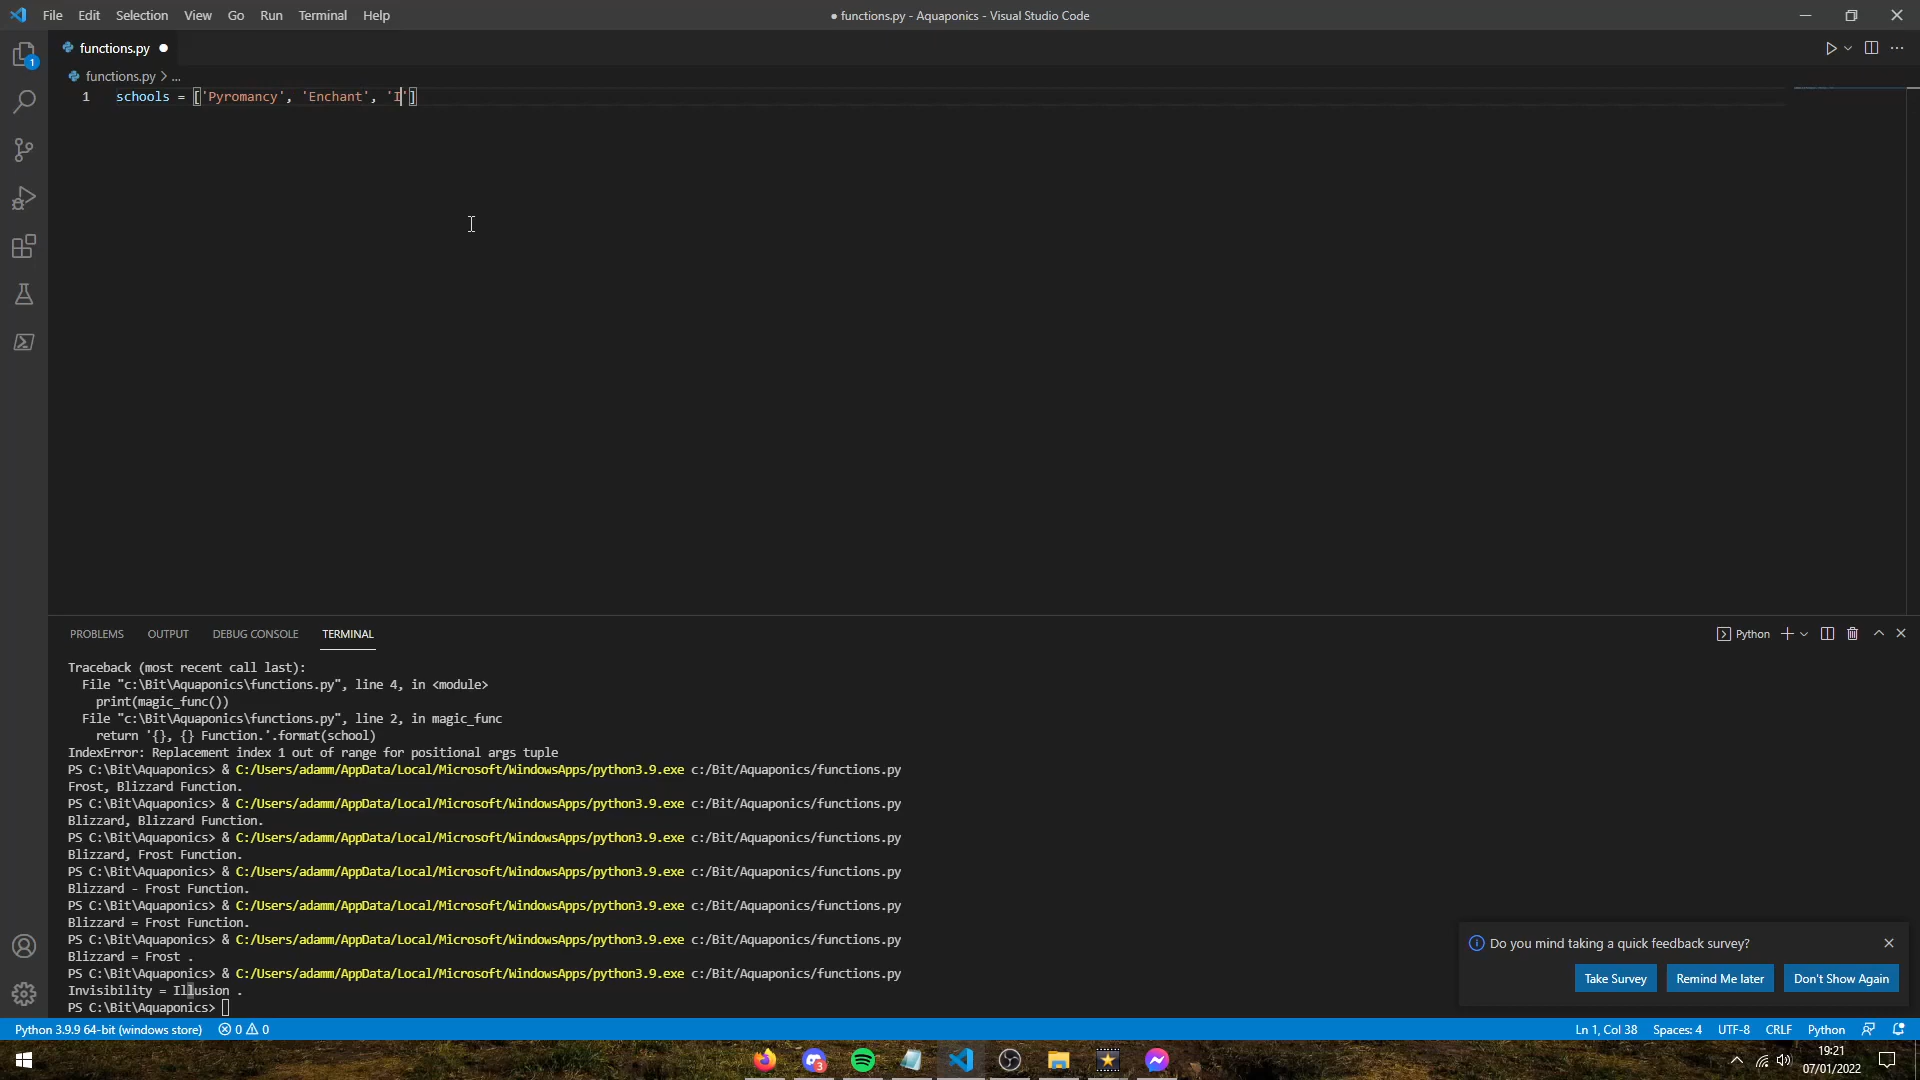 File Edit Selection View Go Run Terminal Help
● functions.py - Aquaponics - Visual Studio Code
functions.py ●
functions.py > ...
1 schools = ['Pyromancy', 'Enchant', 'I']
PROBLEMS OUTPUT DEBUG CONSOLE TERMINAL
Python
Traceback (most recent call last):
File "c:\Bit\Aquaponics\functions.py", line 4, in <module>
print(magic_func())
File "c:\Bit\Aquaponics\functions.py", line 2, in magic_func
return '{}, {} Function.'.format(school)
IndexError: Replacement index 1 out of range for positional args tuple
PS C:\Bit\Aquaponics> & C:/Users/adamm/AppData/Local/Microsoft/WindowsApps/python3.9.exe c:/Bit/Aquaponics/functions.py
Frost, Blizzard Function.
PS C:\Bit\Aquaponics> & C:/Users/adamm/AppData/Local/Microsoft/WindowsApps/python3.9.exe c:/Bit/Aquaponics/functions.py
Blizzard, Blizzard Function.
PS C:\Bit\Aquaponics> & C:/Users/adamm/AppData/Local/Microsoft/WindowsApps/python3.9.exe c:/Bit/Aquaponics/functions.py
Blizzard, Frost Function.
PS C:\Bit\Aquaponics> & C:/Users/adamm/AppData/Local/Microsoft/WindowsApps/python3.9.exe c:/Bit/Aquaponics/functions.py
Blizzard - Frost Function.
PS C:\Bit\Aquaponics> & C:/Users/adamm/AppData/Local/Microsoft/WindowsApps/python3.9.exe c:/Bit/Aquaponics/functions.py
Blizzard = Frost Function.
PS C:\Bit\Aquaponics> & C:/Users/adamm/AppData/Local/Microsoft/WindowsApps/python3.9.exe c:/Bit/Aquaponics/functions.py
Blizzard = Frost .
PS C:\Bit\Aquaponics> & C:/Users/adamm/AppData/Local/Microsoft/WindowsApps/python3.9.exe c:/Bit/Aquaponics/functions.py
Invisibility = Illusion .
PS C:\Bit\Aquaponics>
Do you mind taking a quick feedback survey?
Take Survey Remind Me later Don't Show Again
Python 3.9.9 64-bit (windows store) 0 0 Ln 1, Col 38 Spaces: 4 UTF-8 CRLF Python
1
3
19:21
07/01/2022